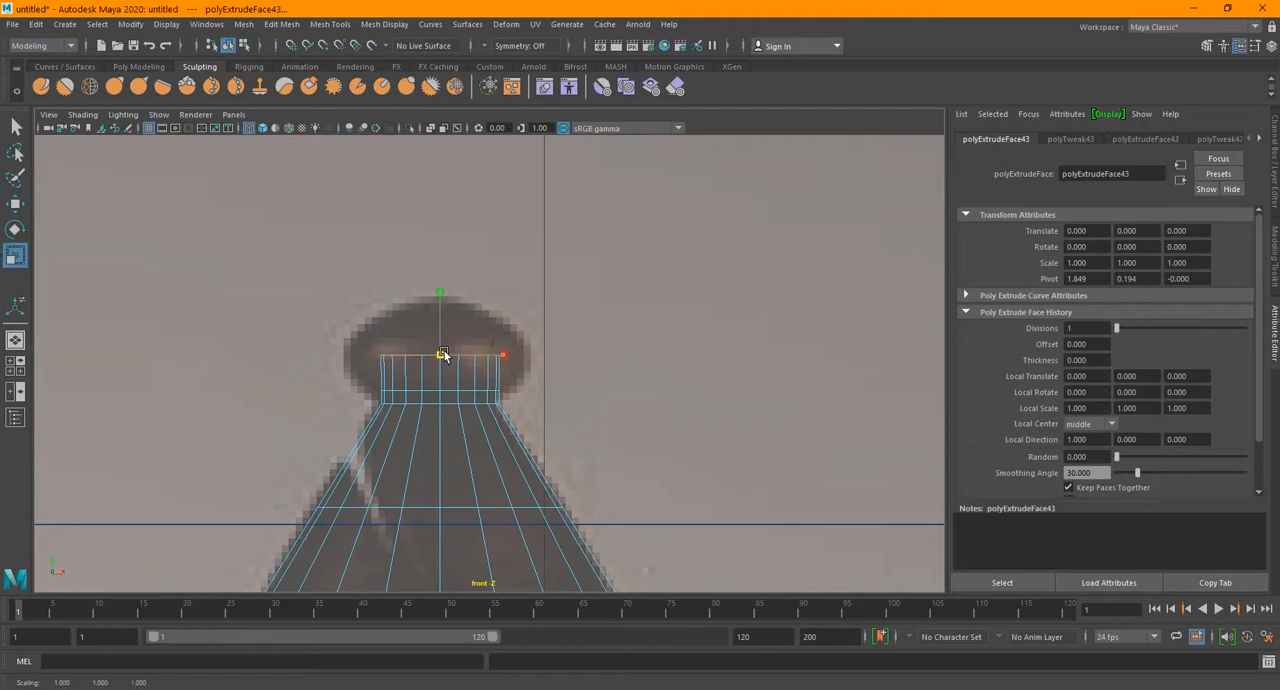 untitled* - Autodesk Maya 2020: untitled   ---   polyExtrudeFace43...
File Edit Create Select Modify Display Windows Mesh Edit Mesh Mesh Tools Mesh Display Curves Surfaces Deform UV Generate Cache Arnold Help
Workspace : Maya Classic*
Modeling No Live Surface Symmetry: Off Sign In
Curves / Surfaces Poly Modeling Sculpting Rigging Animation Rendering FX FX Caching Custom Arnold Bifrost MASH Motion Graphics XGen
View Shading Lighting Show Renderer Panels
0.00 1.00 sRGB gamma
List Selected Focus Attributes Display Show Help
polyExtrudeFace43 polyTweak43 polyExtrudeFace42 polyTweak42
Focus
polyExtrudeFace: polyExtrudeFace43 Presets
Show Hide
Transform Attributes
Translate 0.000 0.000 0.000
Rotate 0.000 0.000 0.000
Scale 1.000 1.000 1.000
Pivot 1.849 0.194 -0.000
Poly Extrude Curve Attributes
Poly Extrude Face History
Divisions 1
Offset 0.000
Thickness 0.000
Local Translate 0.000 0.000 0.000
Local Rotate 0.000 0.000 0.000
Local Scale 1.000 1.000 1.000
Local Center middle
Local Direction 1.000 0.000 0.000
Random 0.000
Smoothing Angle 30.000
Keep Faces Together
Notes: polyExtrudeFace43
Select Load Attributes Copy Tab
Channel Box / Layer Editor
Modeling Toolkit
Attribute Editor
front -Z
5 10 15 20 25 30 35 40 45 50 55 60 65 70 75 80 85 90 95 100 105 110 115 120
1 1
1 1 1 120 120 200 No Character Set No Anim Layer 24 fps
MEL
Scaling: 1.000 1.000 1.000